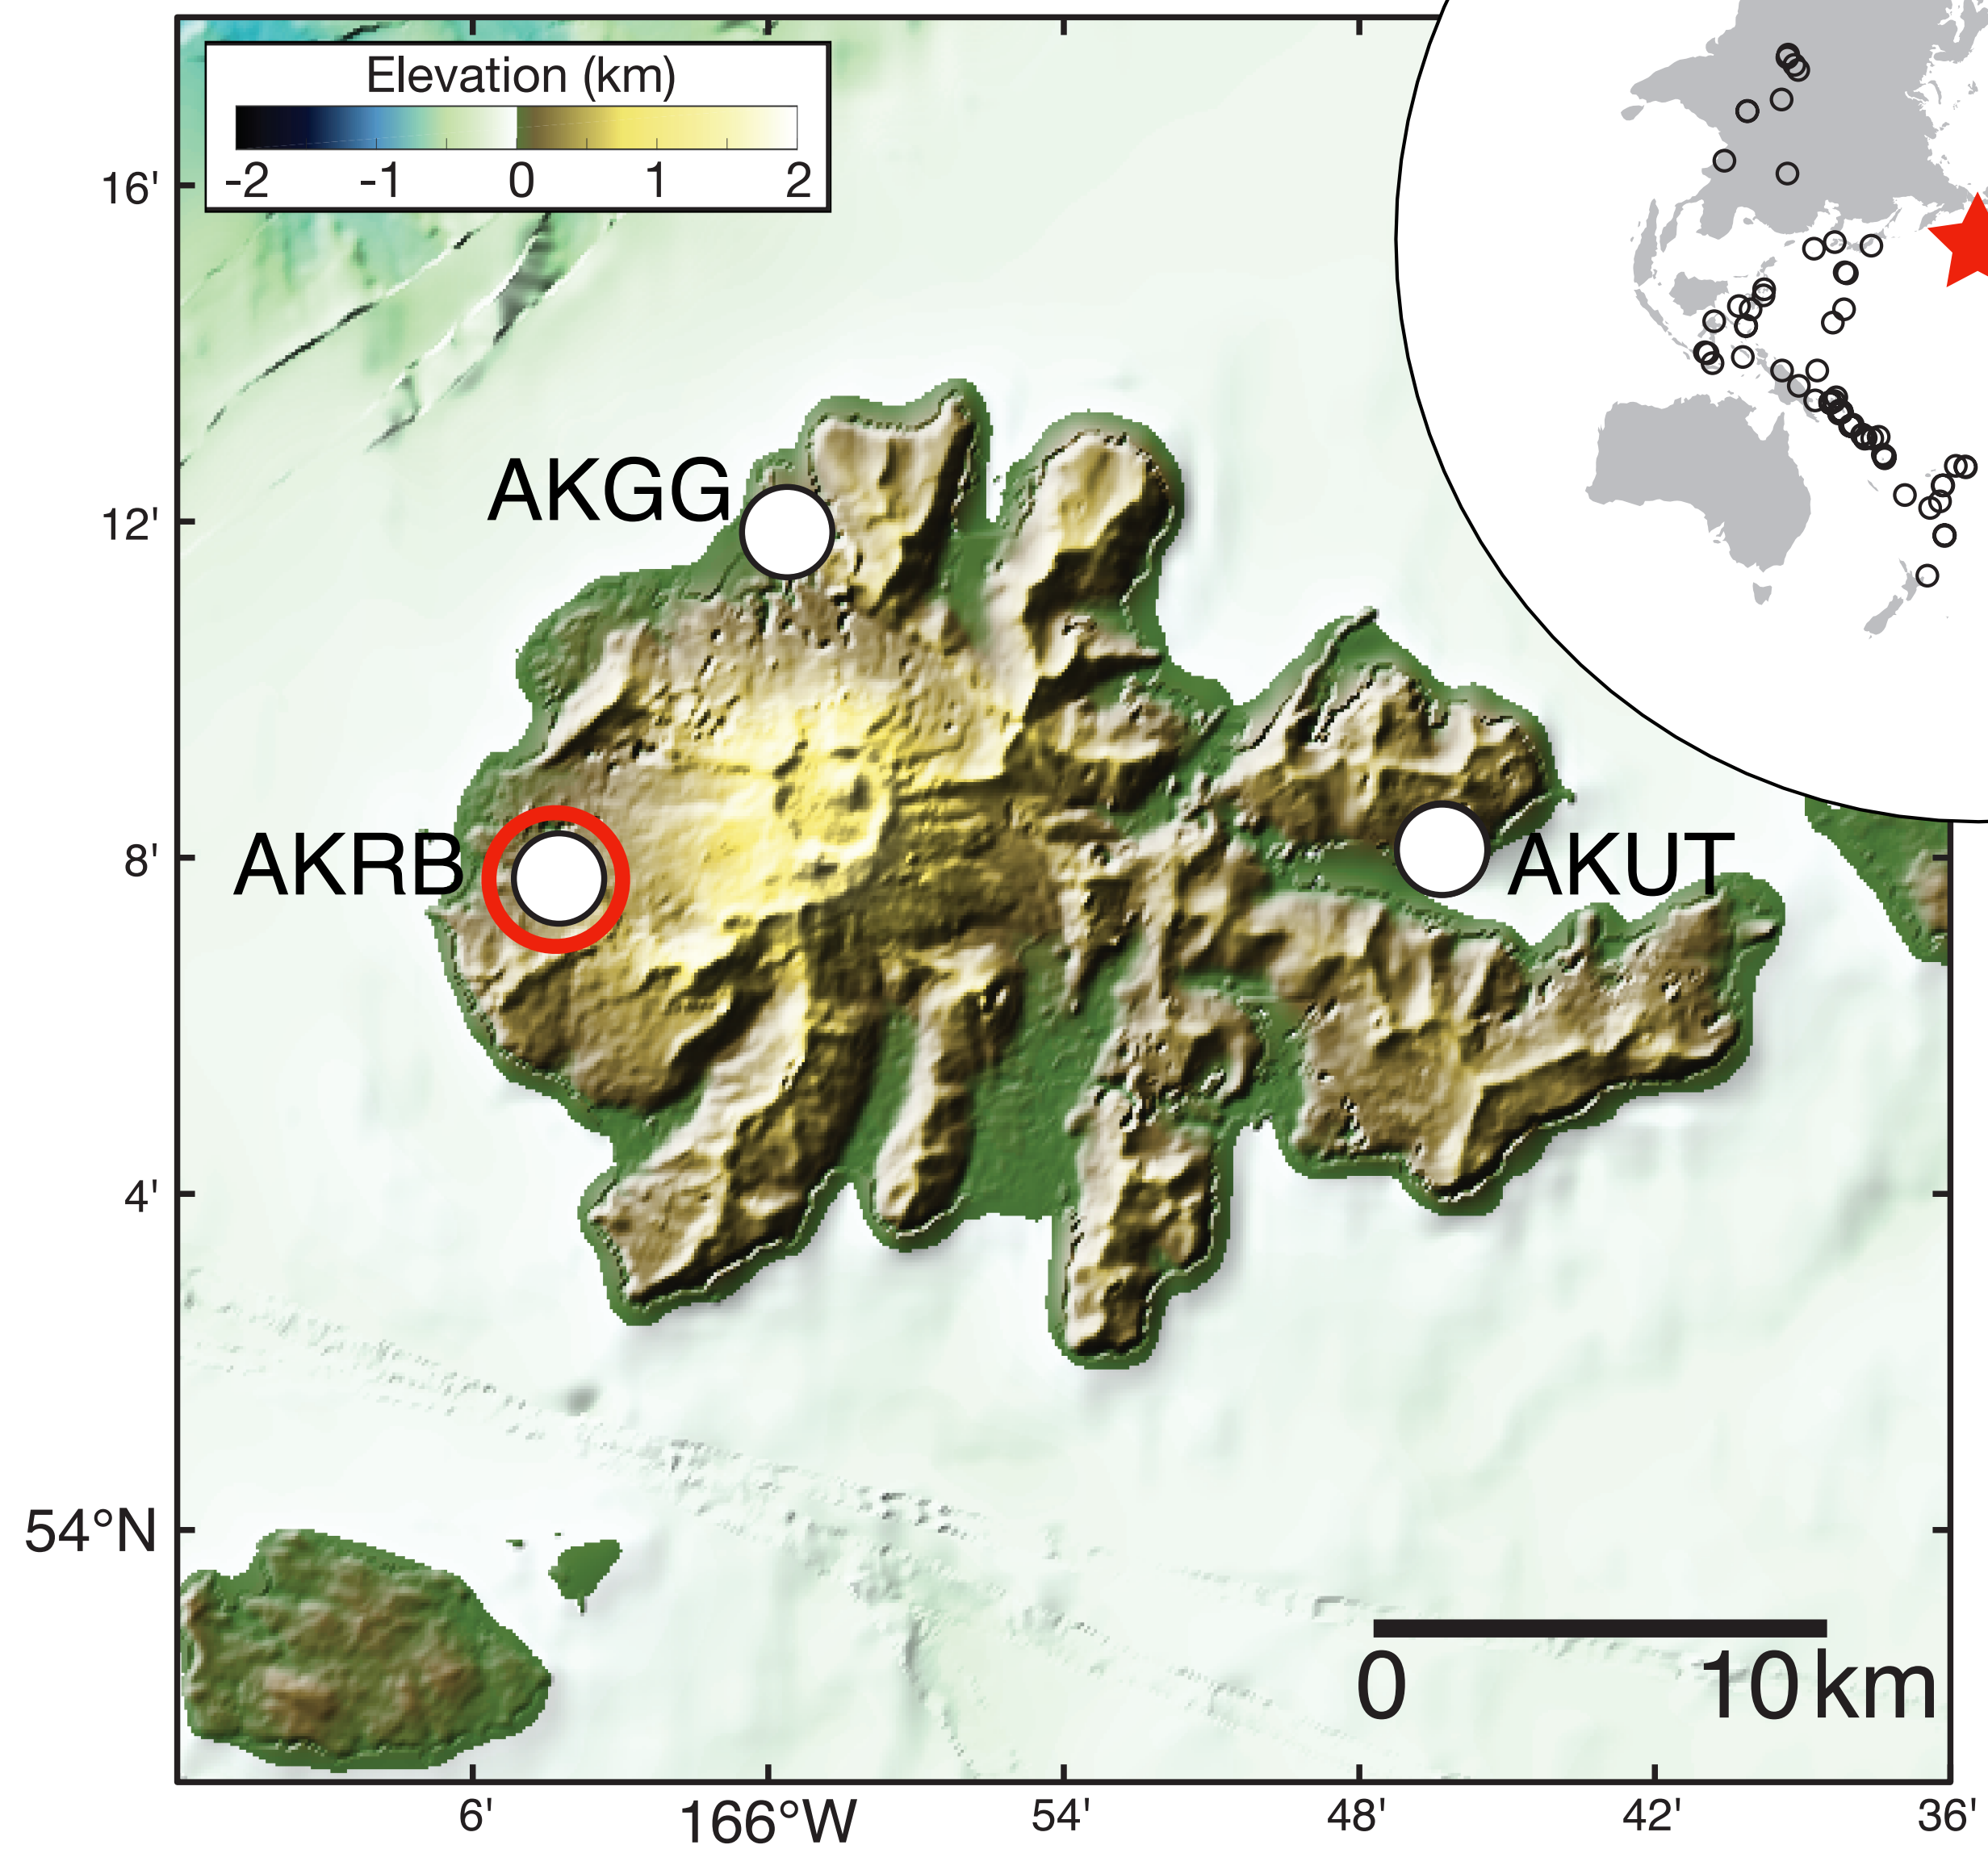 Elevation (km)
-2 -1 0 1 2
16'
AKGG
12'
AKRB
8'
AKUT
4'
54°N
0 10 km
6' 166°W 54' 48' 42' 36'